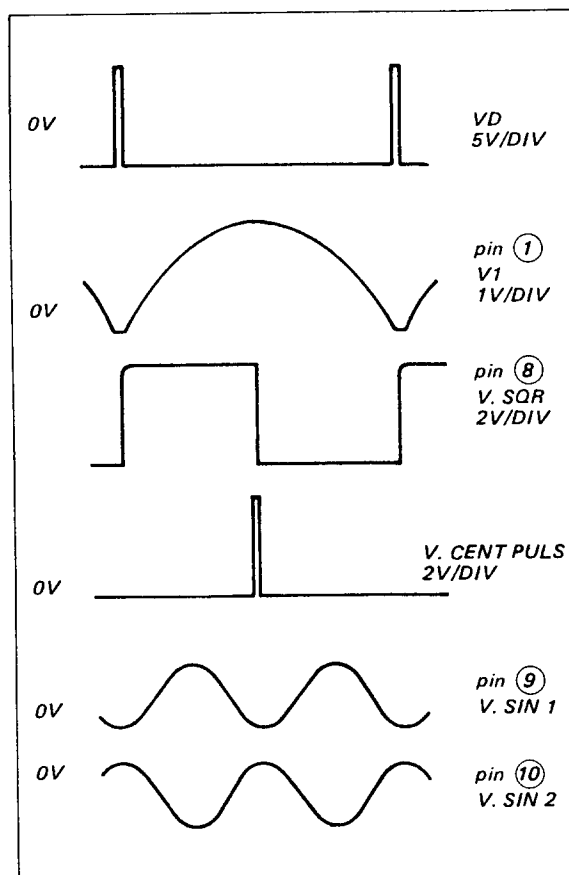 0V
VD
5V/DIV
pin 1
V1
1V/DIV
0V
pin 8
V. SQR
2V/DIV
V. CENT PULS
2V/DIV
0V
pin 9
V. SIN 1
0V
0V
pin 10
V. SIN 2